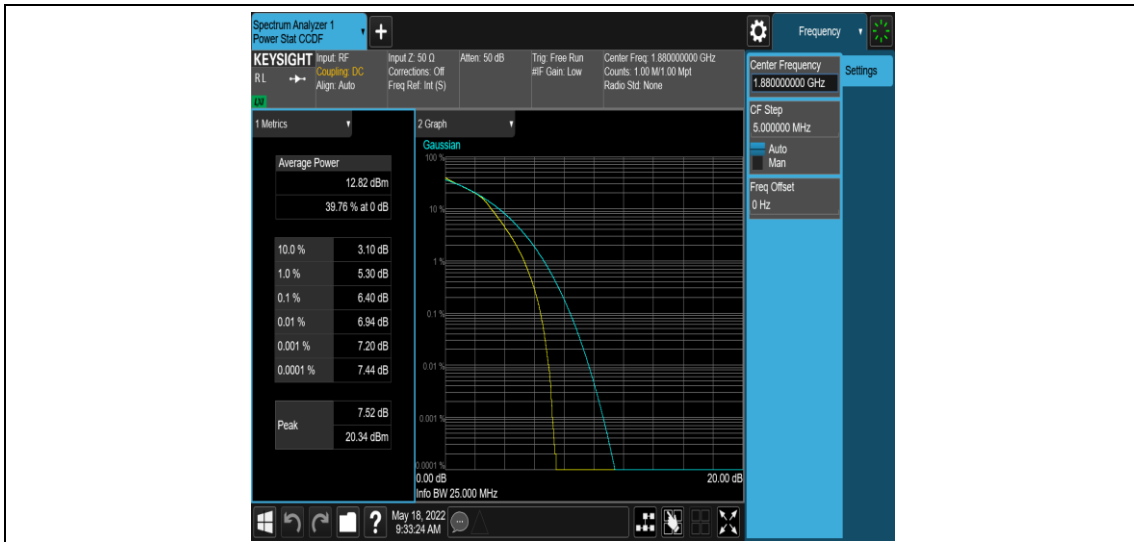 Spectrum Analyzer 1
Power Stat CCDF
+
Frequency
KEYSIGHT
RL
LXI
Input: RF
Coupling: DC
Align: Auto
Input Z: 50 Ω
Corrections: Off
Freq Ref: Int (S)
Atten: 50 dB
Trig: Free Run
#IF Gain: Low
Center Freq: 1.880000000 GHz
Counts: 1.00 M/1.00 Mpt
Radio Std: None
Center Frequency
1.880000000 GHz
Settings
CF Step
5.000000 MHz
Auto
Man
Freq Offset
0 Hz
1 Metrics
Average Power
12.82 dBm
39.76 % at 0 dB
10.0 % 3.10 dB
1.0 % 5.30 dB
0.1 % 6.40 dB
0.01 % 6.94 dB
0.001 % 7.20 dB
0.0001 % 7.44 dB
Peak 7.52 dB
20.34 dBm
2 Graph
Gaussian
100 %
10 %
1 %
0.1 %
0.01 %
0.001 %
0.0001 %
0.00 dB 20.00 dB
Info BW 25.000 MHz
?
May 18, 2022
9:33:24 AM